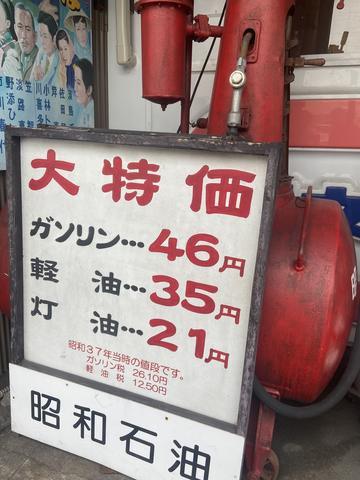 大特価
ガソリン…46円
軽油…35円
灯油…21円
昭和37年当時の値段です。
ガソリン税 26.10円
軽油税 12.50円
昭和石油